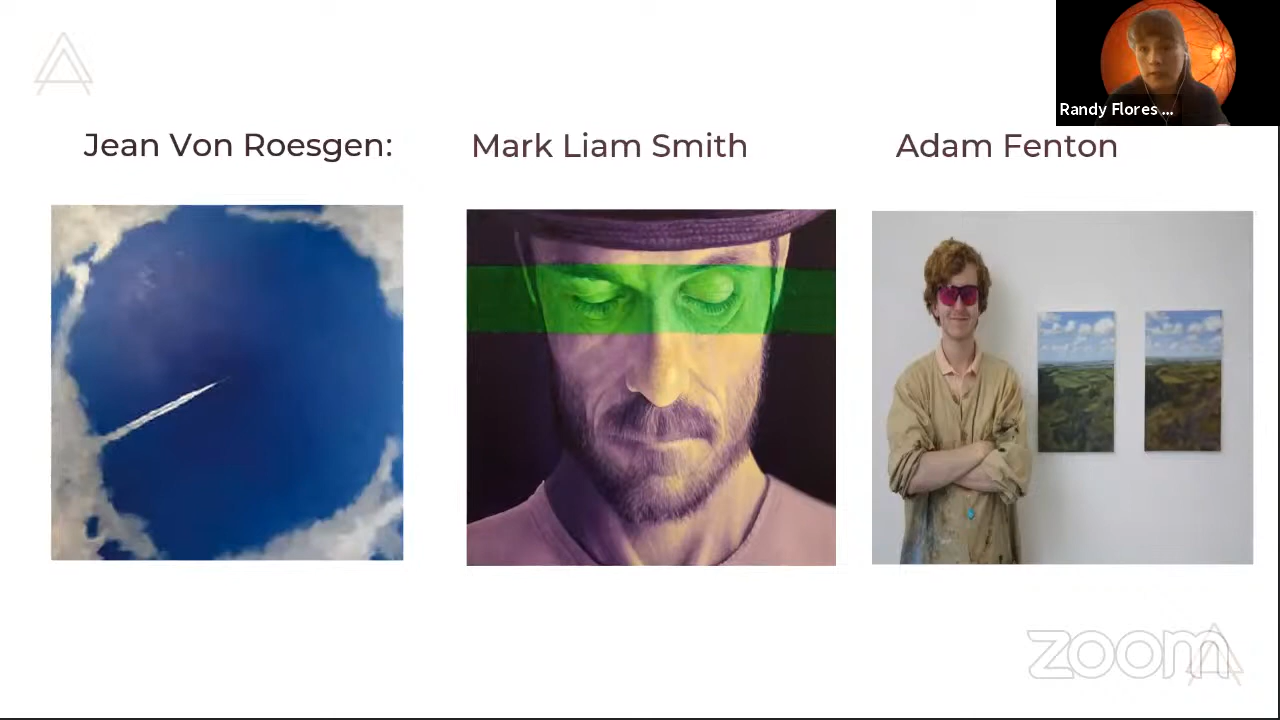 Randy Flores ...
Jean Von Roesgen:
Mark Liam Smith
Adam Fenton
zoom